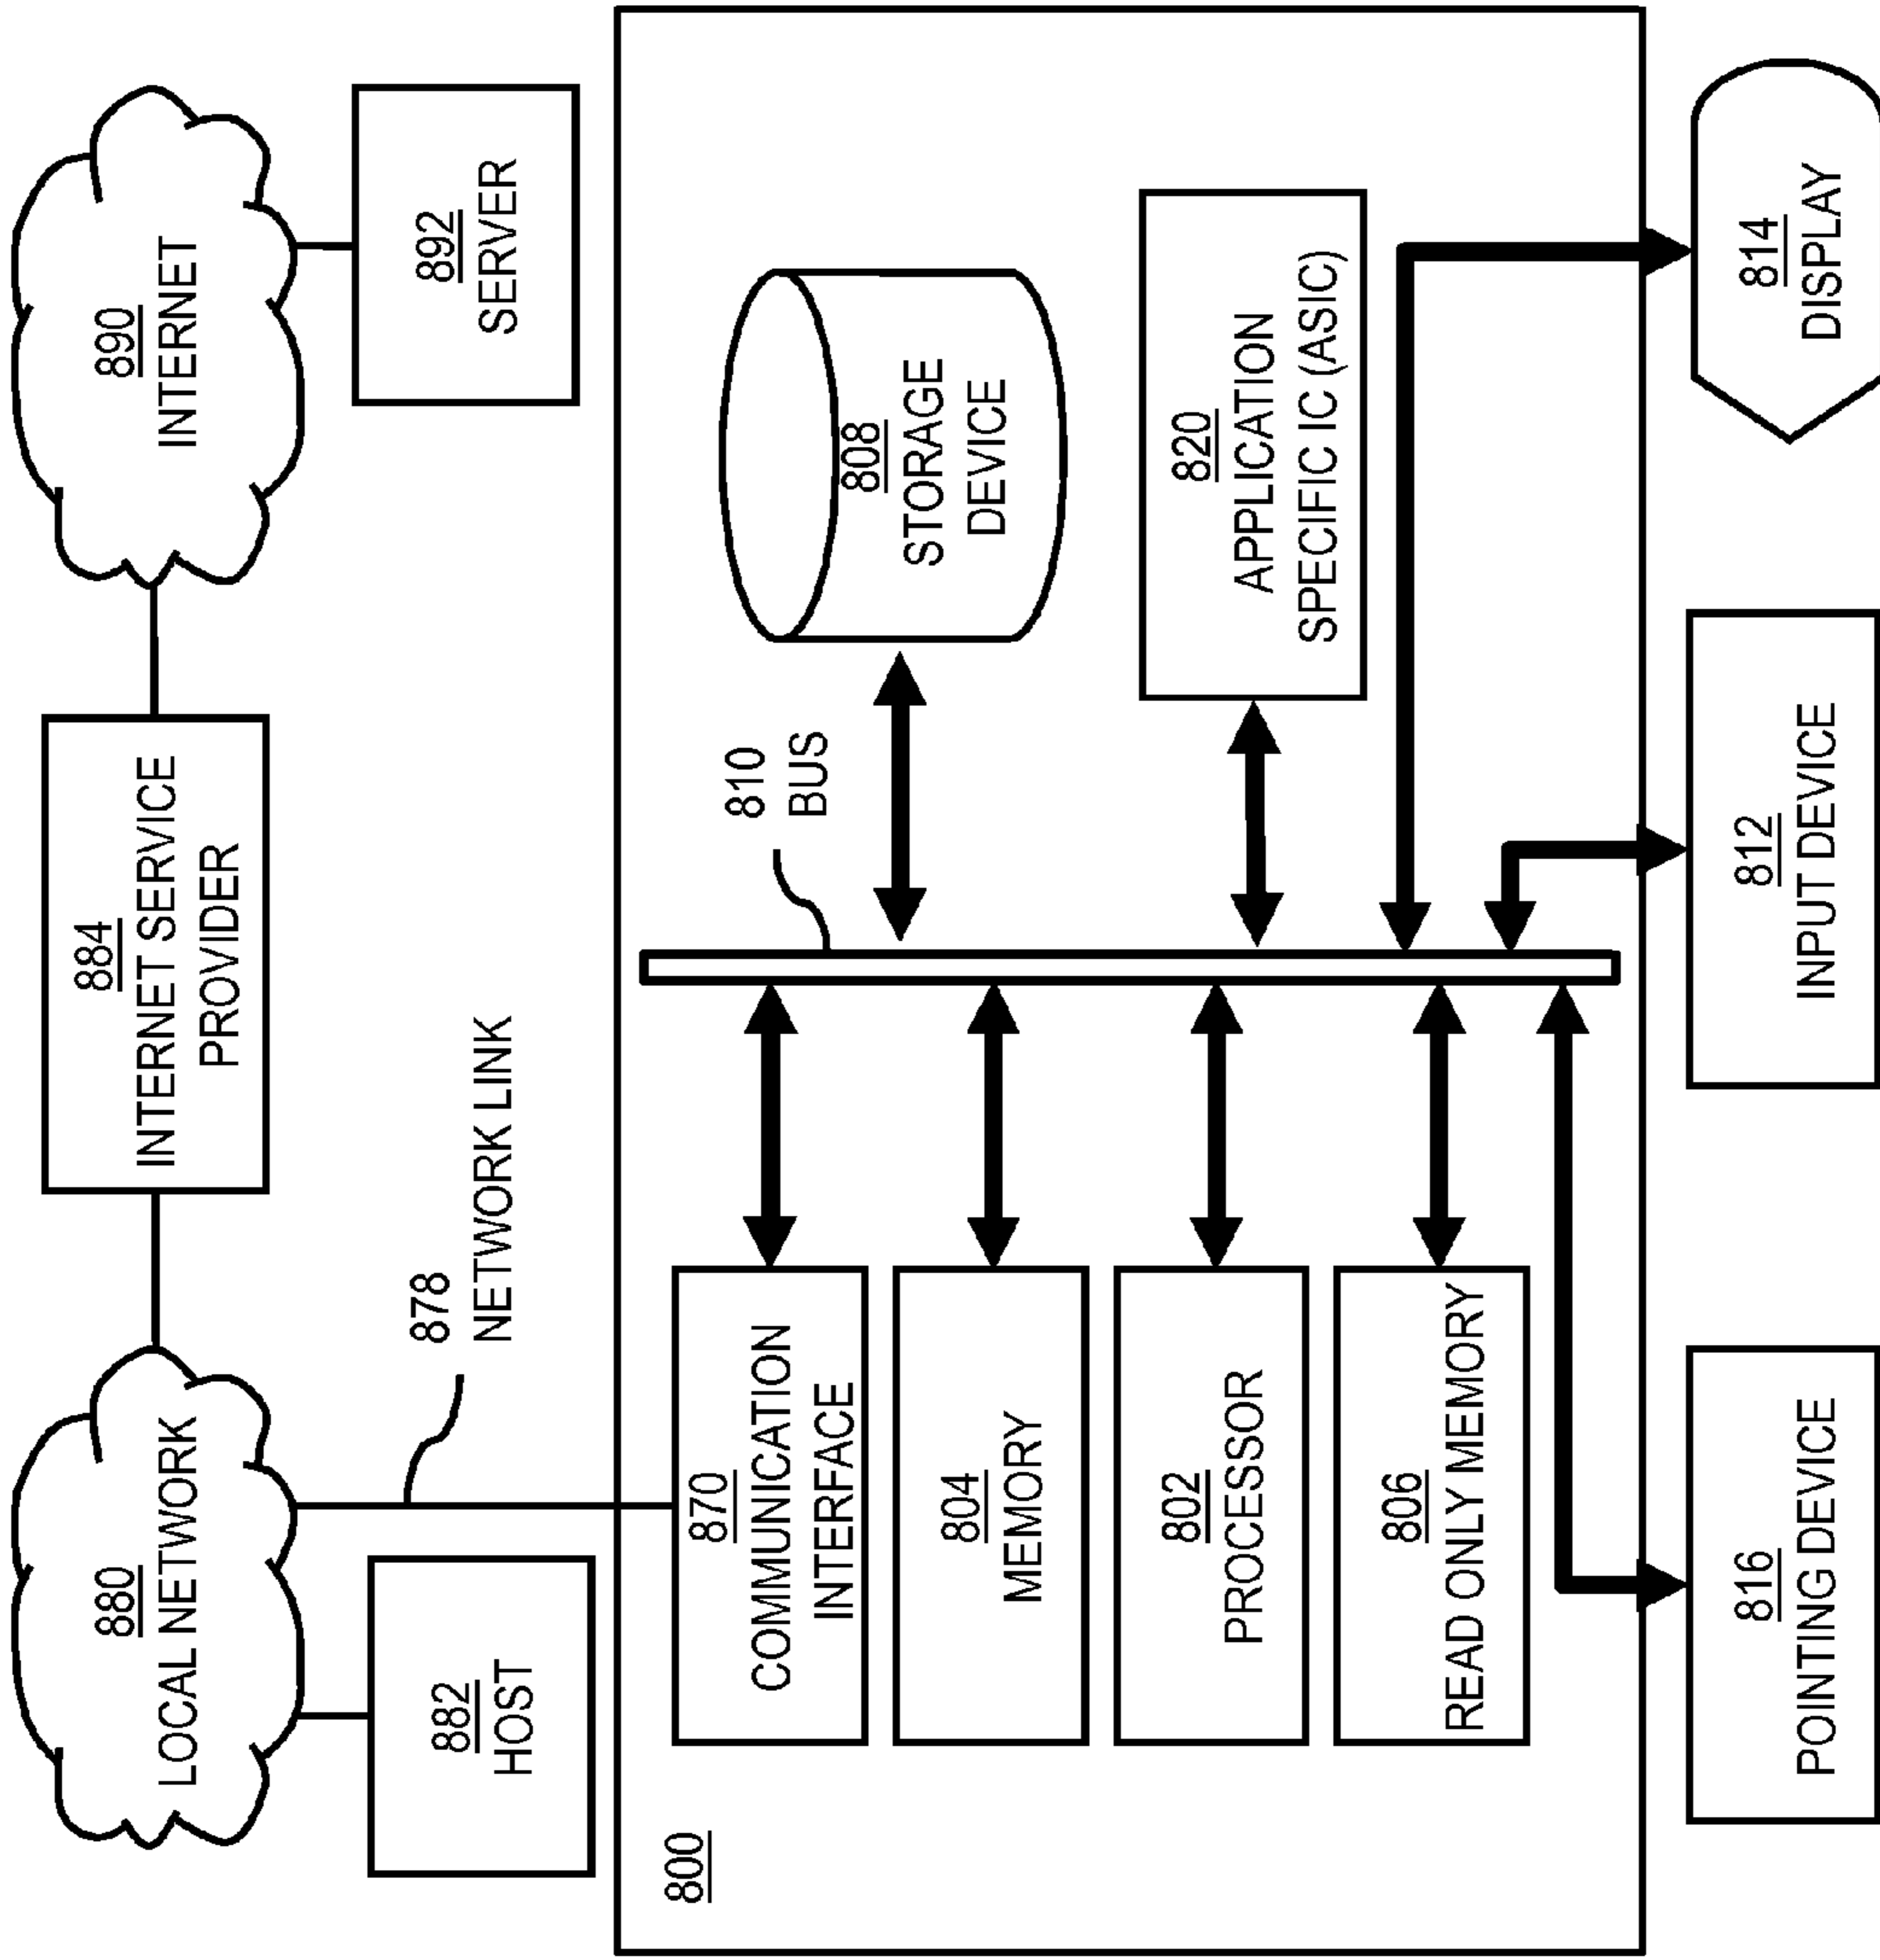 880
LOCAL NETWORK
884
INTERNET SERVICE
PROVIDER
890
INTERNET
882
HOST
878
NETWORK LINK
892
SERVER
800
870
COMMUNICATION
INTERFACE
810
BUS
808
STORAGE
DEVICE
804
MEMORY
802
PROCESSOR
820
APPLICATION
SPECIFIC IC (ASIC)
806
READ ONLY MEMORY
816
POINTING DEVICE
812
INPUT DEVICE
814
DISPLAY